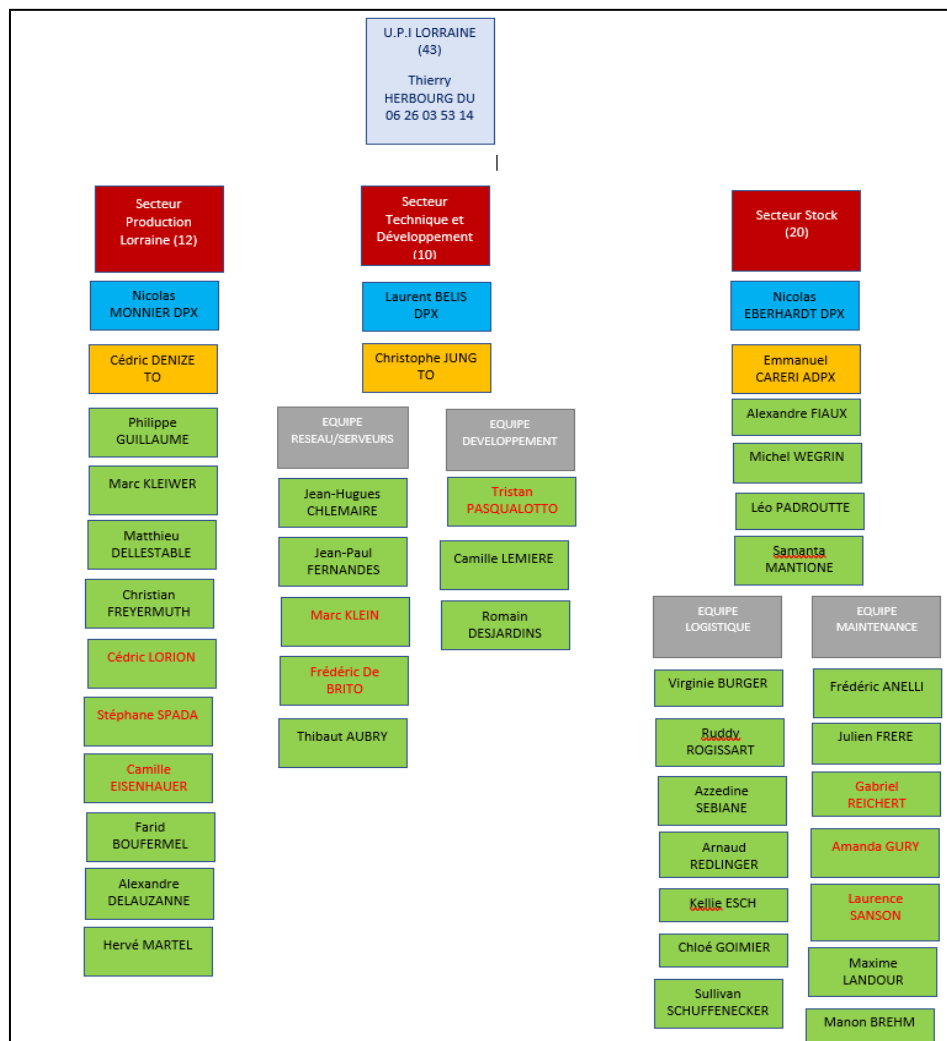 U.P.I LORRAINE
(43)
Thierry
HERBOURG DU
06 26 03 53 14
Secteur
Production
Lorraine (12)
Nicolas
MONNIER DPX
Cédric DENIZE
TO
Philippe
GUILLAUME
Marc KLEIWER
Matthieu
DELLESTABLE
Christian
FREYERMUTH
Cédric LORION
Stéphane SPADA
Camille
EISENHAUER
Farid
BOUFERMEL
Alexandre
DELAUZANNE
Hervé MARTEL
Secteur
Technique et
Développement
(10)
Laurent BELIS
DPX
Christophe JUNG
TO
EQUIPE
RESEAU/SERVEURS
Jean-Hugues
CHLEMAIRE
Jean-Paul
FERNANDES
Marc KLEIN
Frédéric De
BRITO
Thibaut AUBRY
EQUIPE
DEVELOPPEMENT
Tristan
PASQUALOTTO
Camille LEMIERE
Romain
DESJARDINS
Secteur Stock
(20)
Nicolas
EBERHARDT DPX
Emmanuel
CARERI ADPX
Alexandre FIAUX
Michel WEGRIN
Léo PADROUTTE
Samanta
MANTIONE
EQUIPE
LOGISTIQUE
Virginie BURGER
Ruddy
ROGISSART
Azzedine
SEBIANE
Arnaud
REDLINGER
Kellie ESCH
Chloé GOIMIER
Sullivan
SCHUFFENECKER
EQUIPE
MAINTENANCE
Frédéric ANELLI
Julien FRERE
Gabriel
REICHERT
Amanda GURY
Laurence
SANSON
Maxime
LANDOUR
Manon BREHM